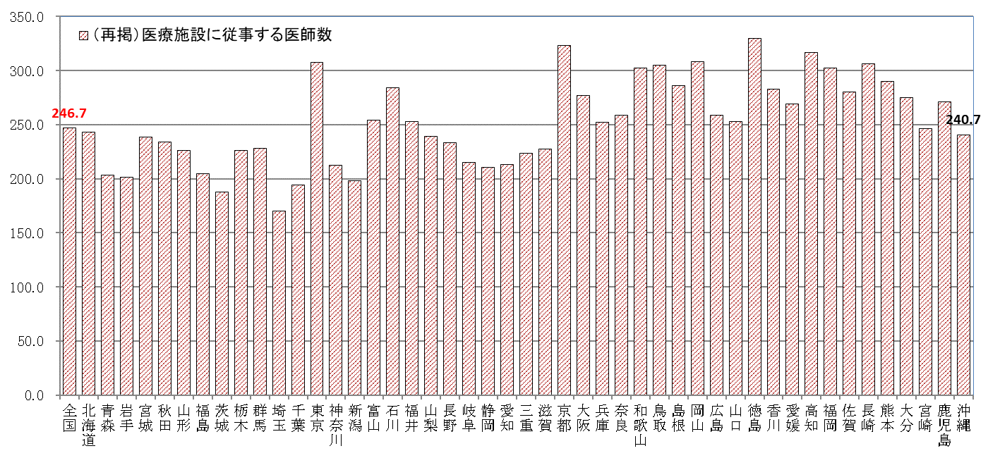 350.0
300.0
250.0
200.0
150.0
100.0
50.0
0.0
（再掲）医療施設に従事する医師数
246.7
240.7
全国
北海道
青森
岩手
宮城
秋田
山形
福島
茨城
栃木
群馬
埼玉
千葉
東京
神奈川
新潟
富山
石川
福井
山梨
長野
岐阜
静岡
愛知
三重
滋賀
京都
大阪
兵庫
奈良
和歌山
鳥取
島根
岡山
広島
山口
徳島
香川
愛媛
高知
福岡
佐賀
長崎
熊本
大分
宮崎
鹿児島
沖縄